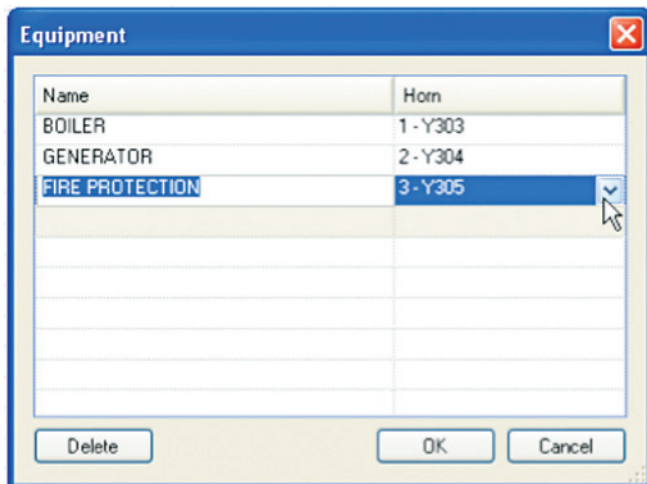 Equipment
Name Horn
BOILER 1 - Y303
GENERATOR 2 - Y304
FIRE PROTECTION 3 - Y305
Delete OK Cancel